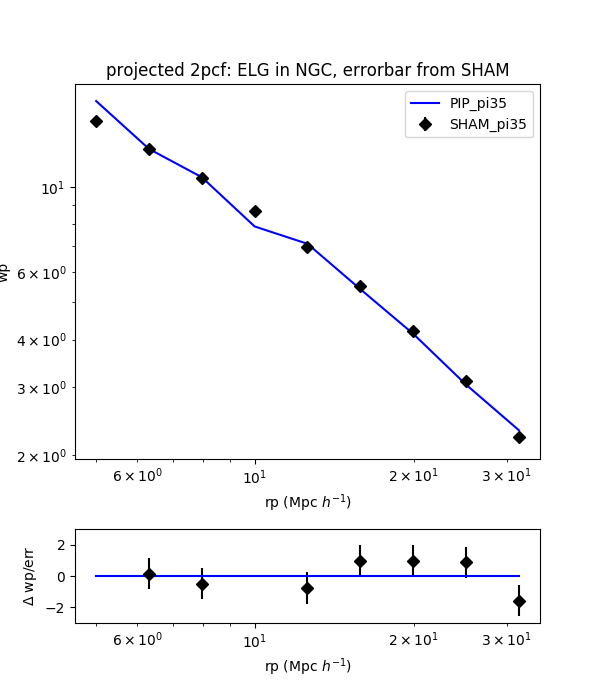 projected 2pcf: ELG in NGC, errorbar from SHAM
PIP_pi35
SHAM_pi35
10¹
6 × 10⁰
4 × 10⁰
3 × 10⁰
2 × 10⁰
wp
6 × 10⁰ 10¹ 2 × 10¹ 3 × 10¹
rp (Mpc h⁻¹)
2
0
−2
Δ wp/err
6 × 10⁰ 10¹ 2 × 10¹ 3 × 10¹
rp (Mpc h⁻¹)